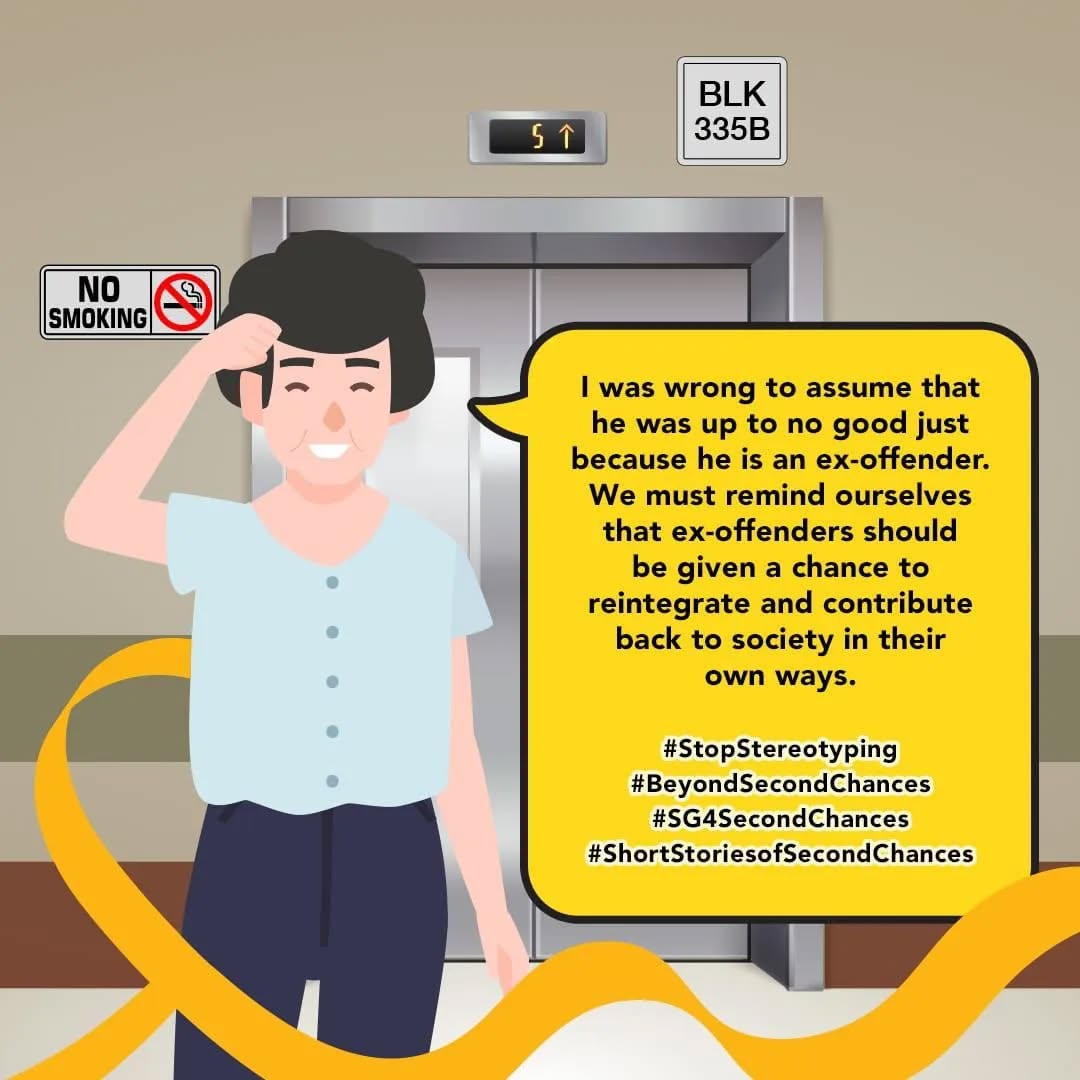 BLK
335B
5 ↑
NO
SMOKING
I was wrong to assume that
he was up to no good just
because he is an ex-offender.
We must remind ourselves
that ex-offenders should
be given a chance to
reintegrate and contribute
back to society in their
own ways.
#StopStereotyping
#BeyondSecondChances
#SG4SecondChances
#ShortStoriesofSecondChances